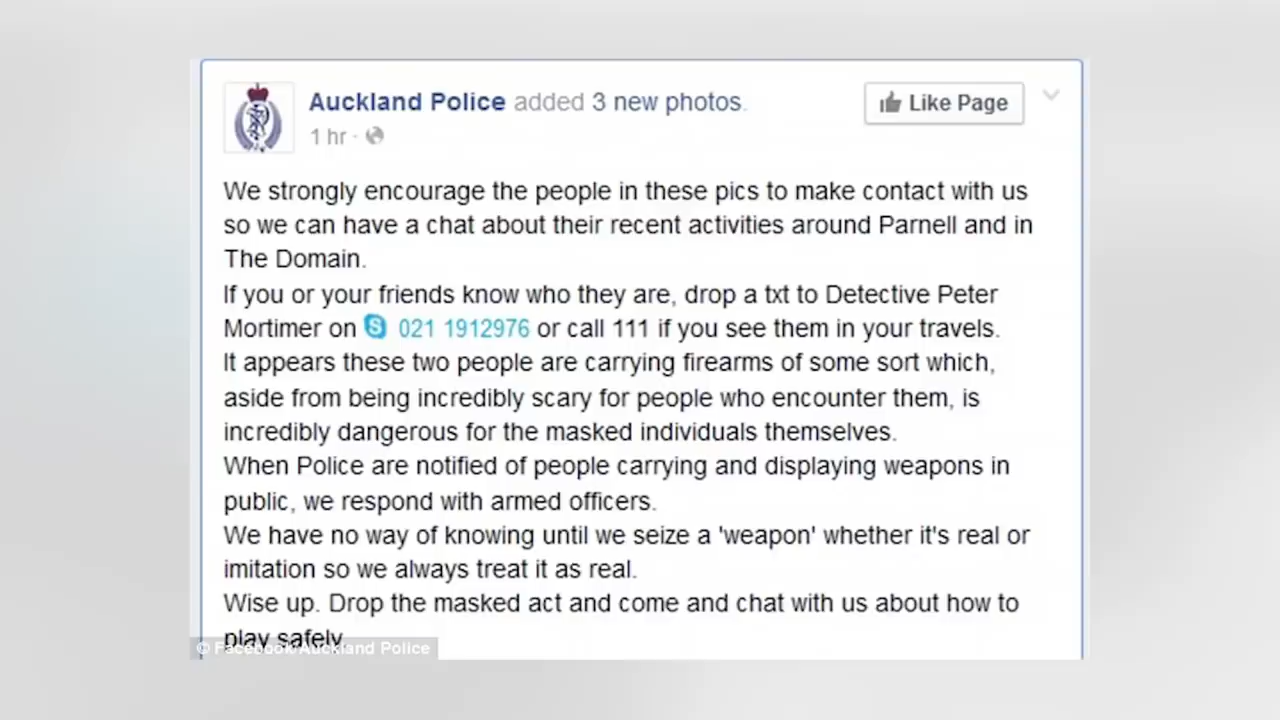 Auckland Police added 3 new photos.
Like Page
1 hr ·
We strongly encourage the people in these pics to make contact with us
so we can have a chat about their recent activities around Parnell and in
The Domain.
If you or your friends know who they are, drop a txt to Detective Peter
Mortimer on 021 1912976 or call 111 if you see them in your travels.
It appears these two people are carrying firearms of some sort which,
aside from being incredibly scary for people who encounter them, is
incredibly dangerous for the masked individuals themselves.
When Police are notified of people carrying and displaying weapons in
public, we respond with armed officers.
We have no way of knowing until we seize a 'weapon' whether it's real or
imitation so we always treat it as real.
Wise up. Drop the masked act and come and chat with us about how to
play safely
© Facebook/Auckland Police